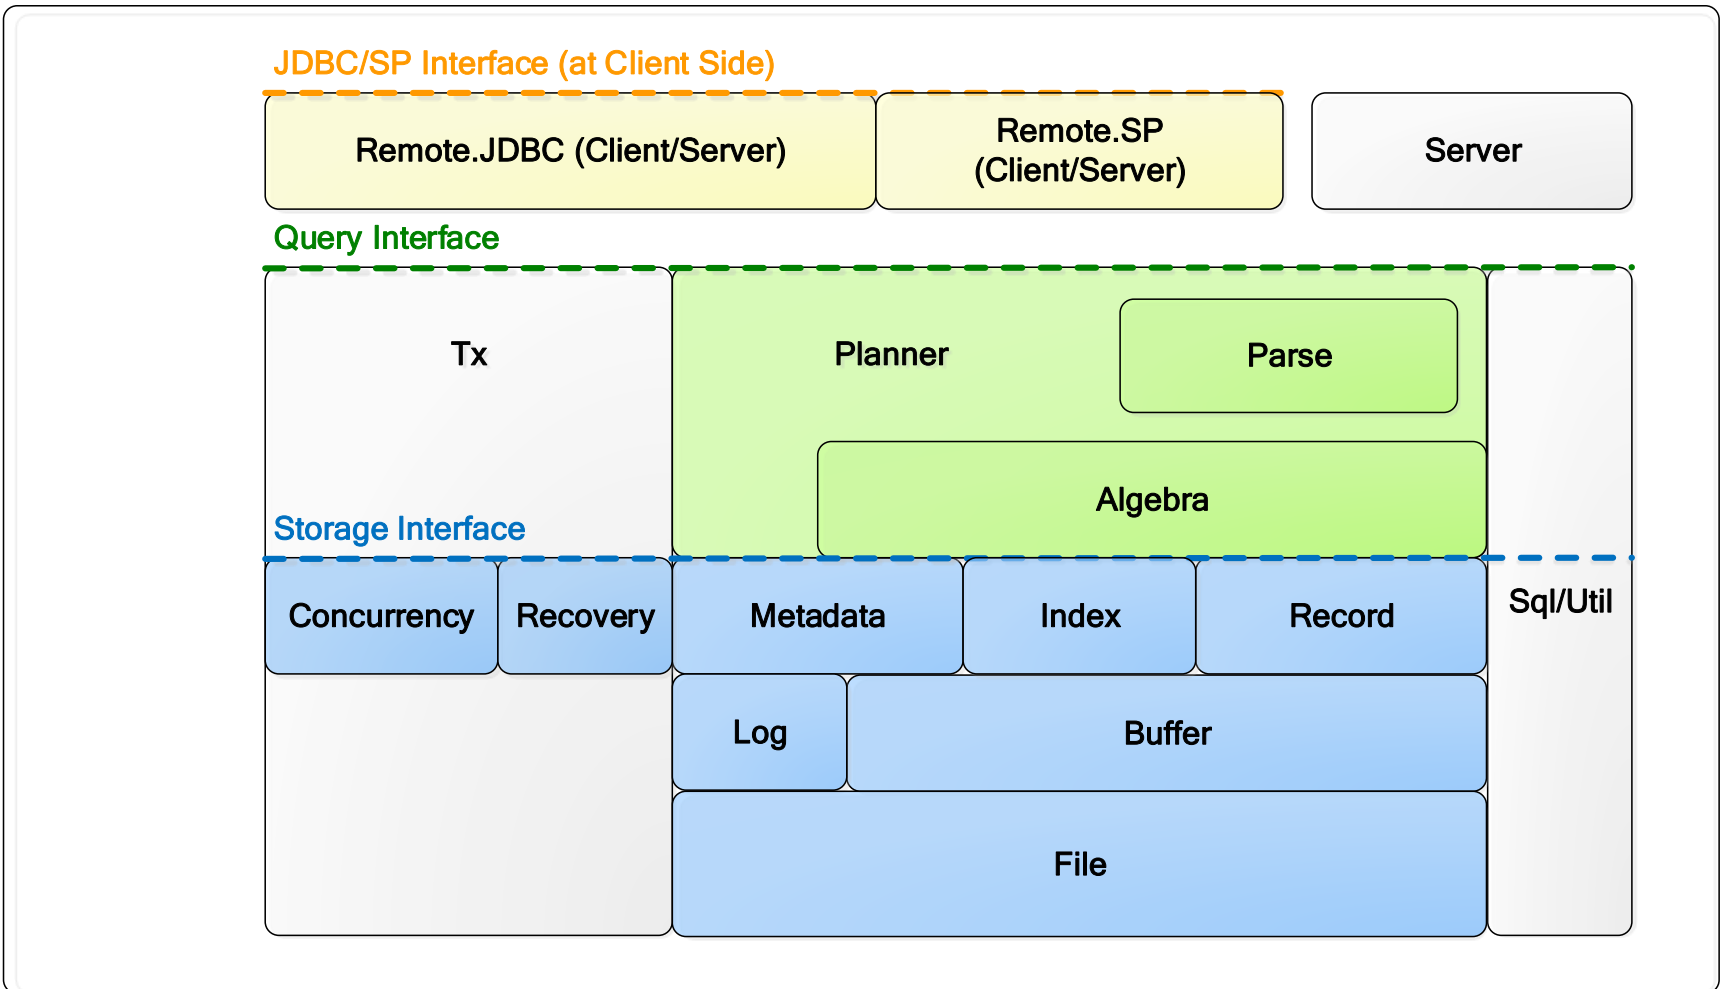 JDBC/SP Interface (at Client Side)
Remote.JDBC (Client/Server)
Remote.SP
(Client/Server)
Server
Query Interface
Tx
Planner
Parse
Algebra
Storage Interface
Concurrency
Recovery
Metadata
Index
Record
Sql/Util
Log
Buffer
File